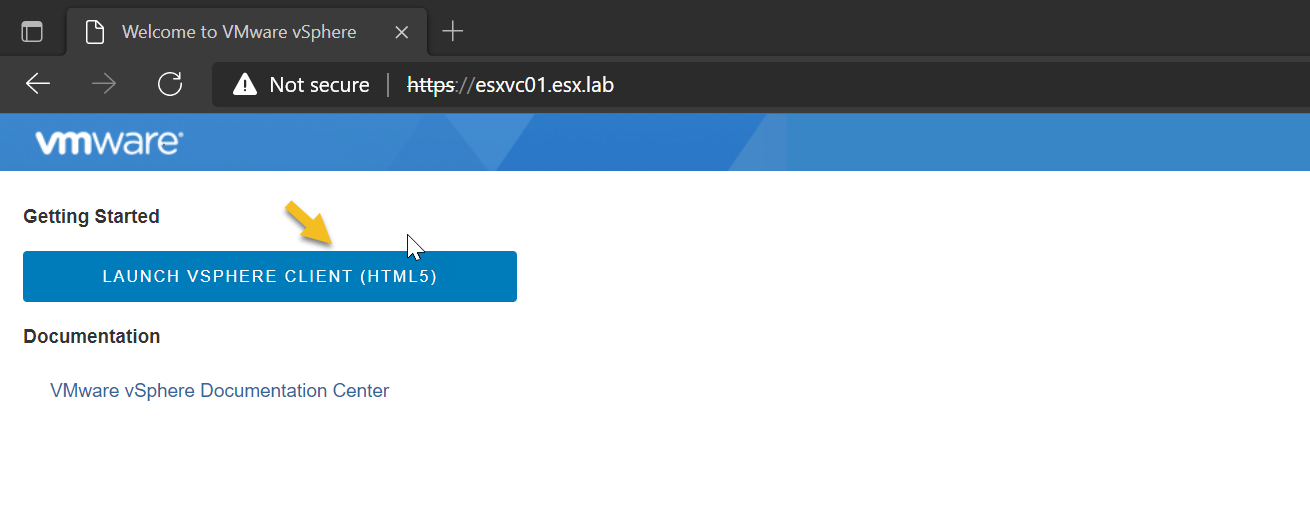 Welcome to VMware vSphere
Not secure | https://esxvc01.esx.lab
vmware®
Getting Started
LAUNCH VSPHERE CLIENT (HTML5)
Documentation
VMware vSphere Documentation Center